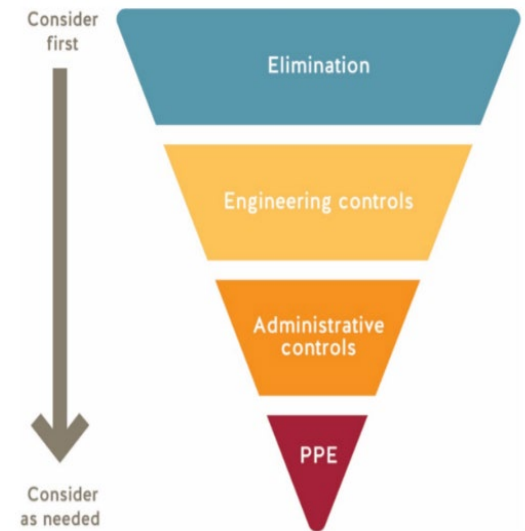 Consider
first
Elimination
Engineering controls
Administrative
controls
PPE
Consider
as needed